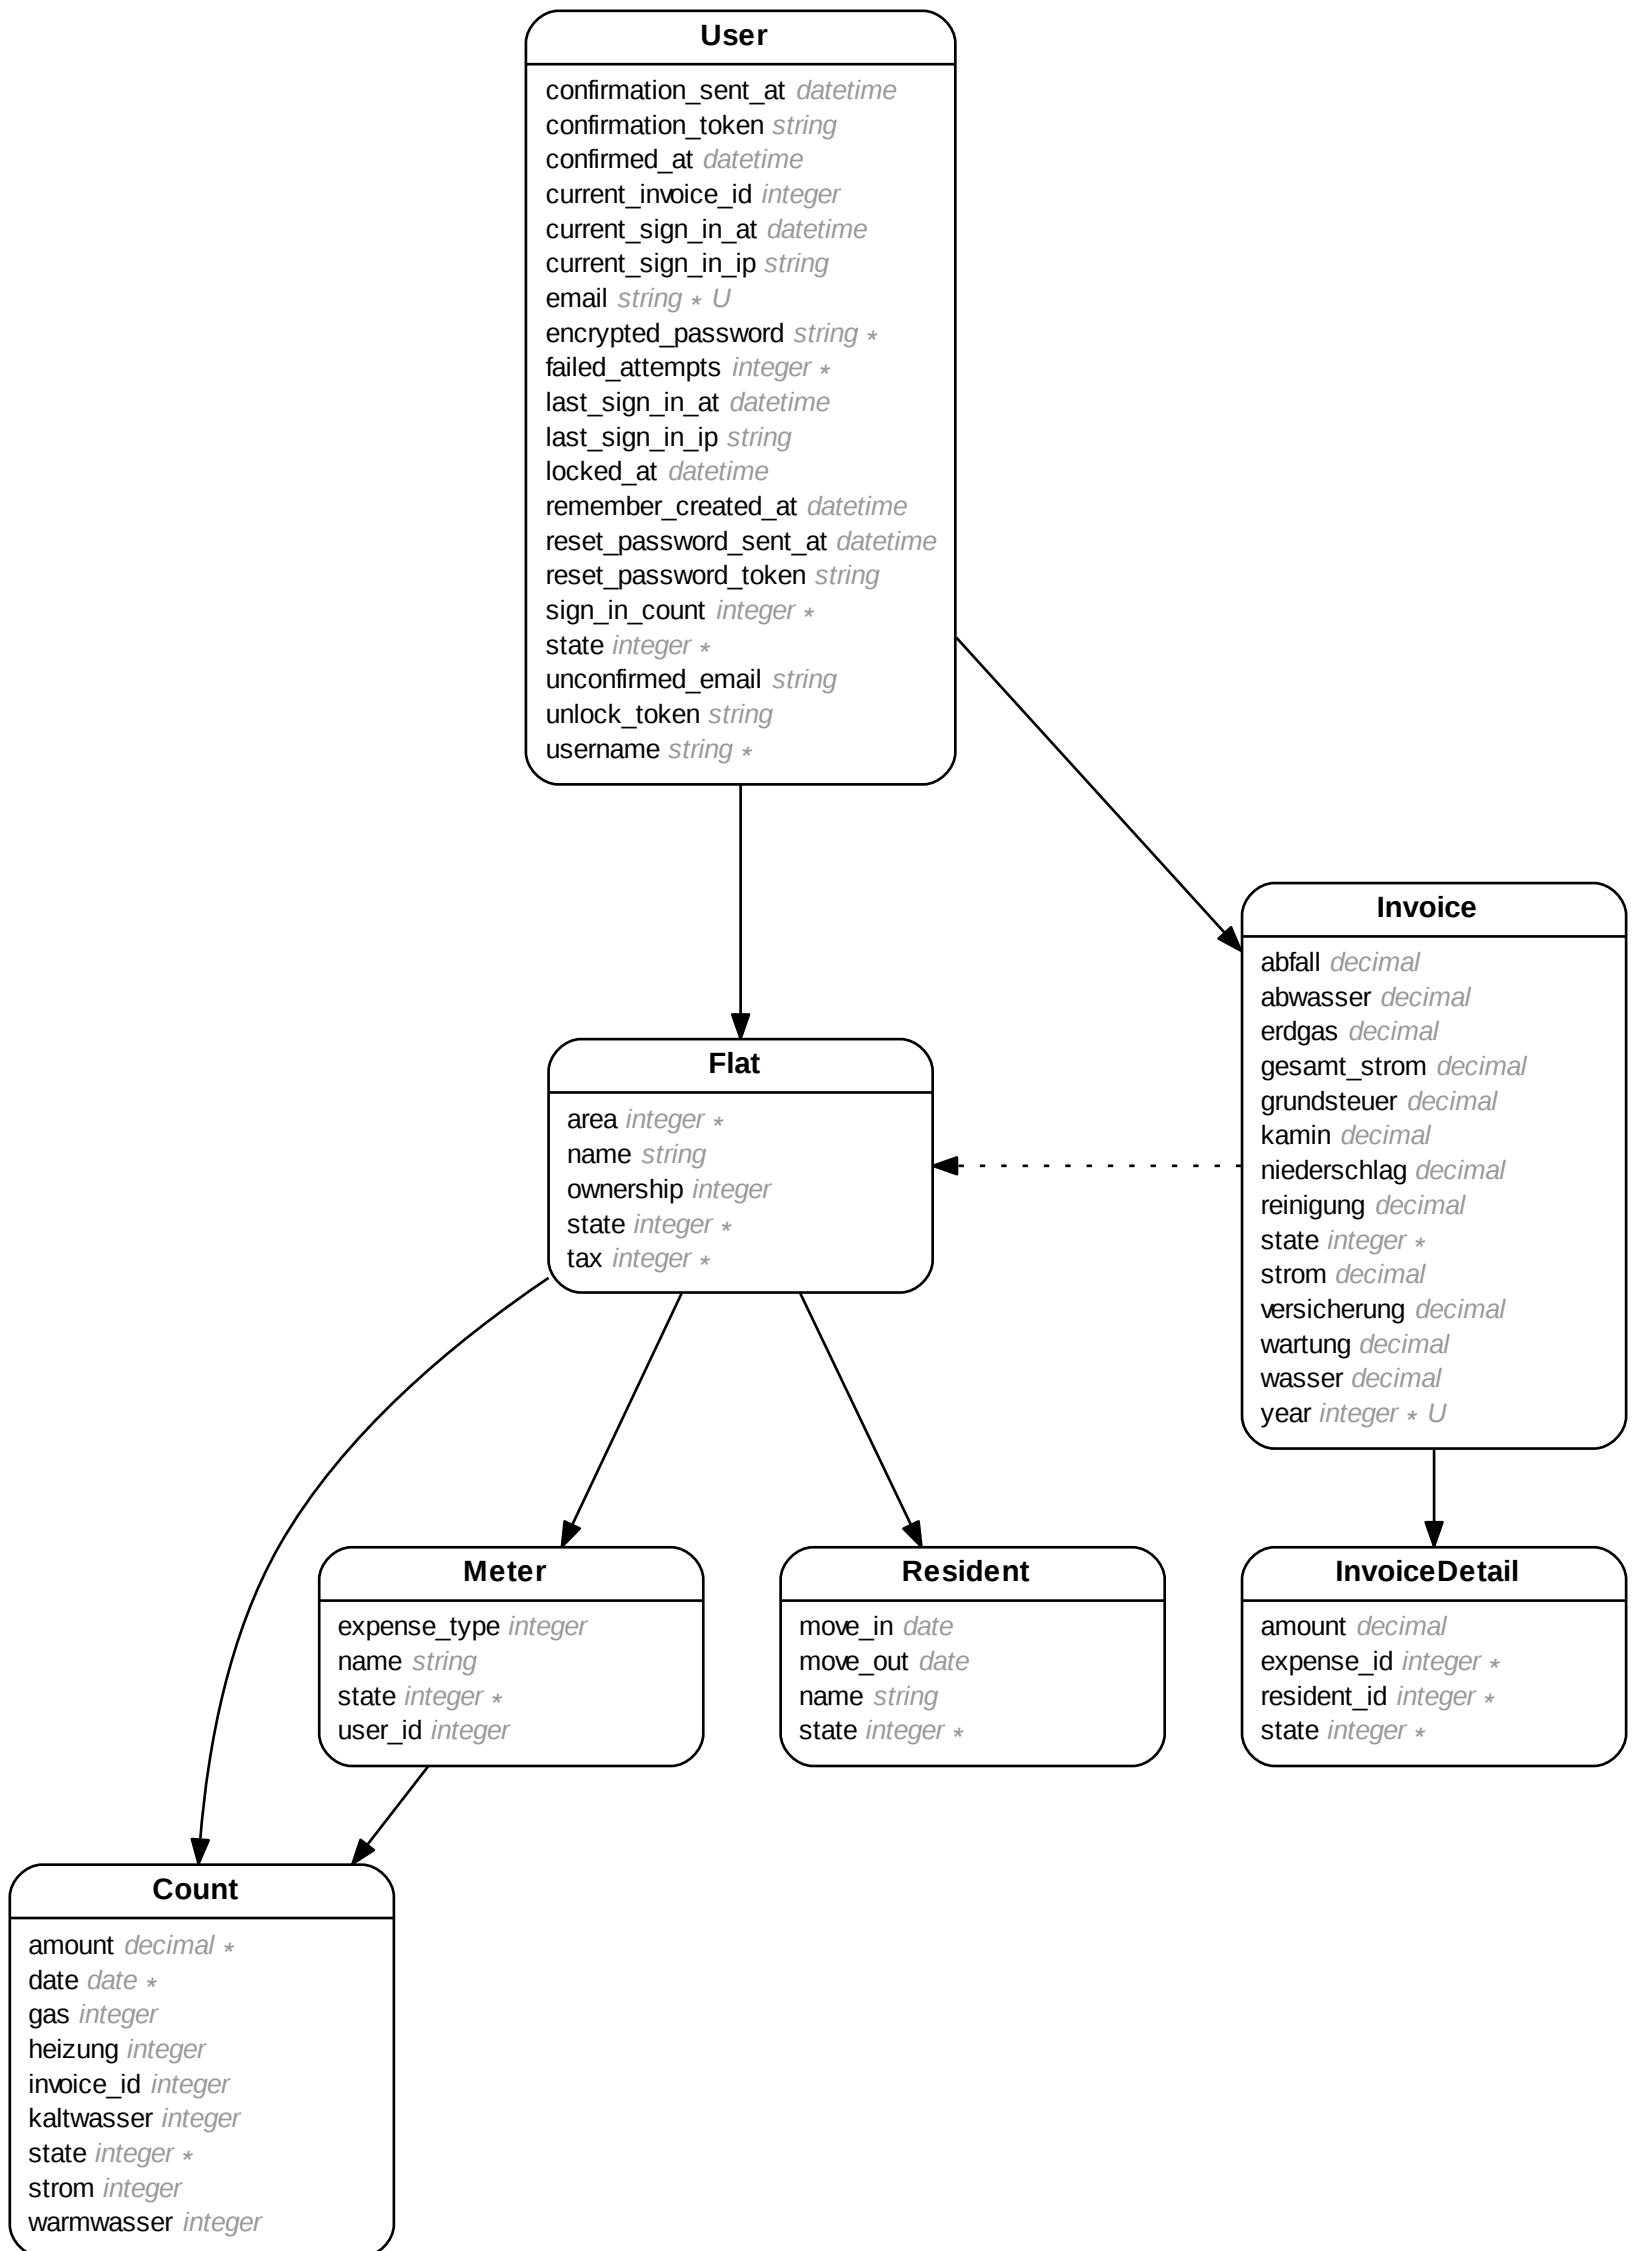 User
confirmation_sent_at datetime
confirmation_token string
confirmed_at datetime
current_invoice_id integer
current_sign_in_at datetime
current_sign_in_ip string
email string * U
encrypted_password string *
failed_attempts integer *
last_sign_in_at datetime
last_sign_in_ip string
locked_at datetime
remember_created_at datetime
reset_password_sent_at datetime
reset_password_token string
sign_in_count integer *
state integer *
unconfirmed_email string
unlock_token string
username string *
Invoice
abfall decimal
abwasser decimal
erdgas decimal
gesamt_strom decimal
grundsteuer decimal
kamin decimal
niederschlag decimal
reinigung decimal
state integer *
strom decimal
versicherung decimal
wartung decimal
wasser decimal
year integer * U
Flat
area integer *
name string
ownership integer
state integer *
tax integer *
Meter
expense_type integer
name string
state integer *
user_id integer
Resident
move_in date
move_out date
name string
state integer *
InvoiceDetail
amount decimal
expense_id integer *
resident_id integer *
state integer *
Count
amount decimal *
date date *
gas integer
heizung integer
invoice_id integer
kaltwasser integer
state integer *
strom integer
warmwasser integer